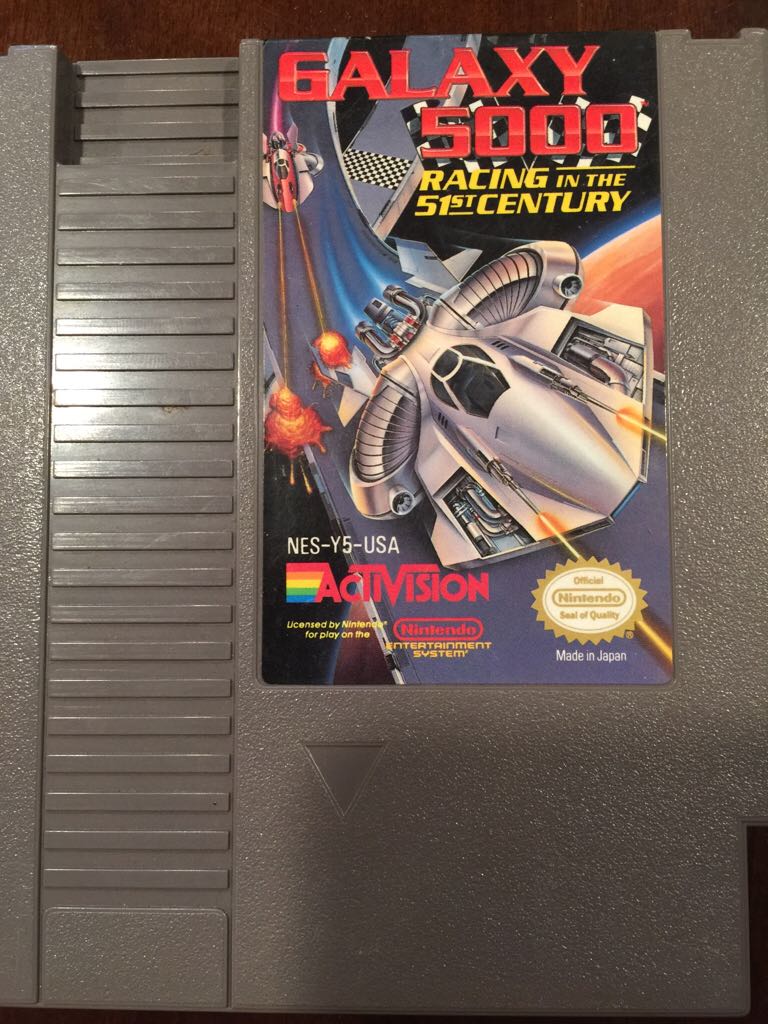 GALAXY
5000
RACING IN THE
51ST CENTURY
NES-Y5-USA
ACTIVISION
Licensed by Nintendo®
for play on the
Nintendo
ENTERTAINMENT
SYSTEM
Official
Nintendo
Seal of Quality
®
Made in Japan